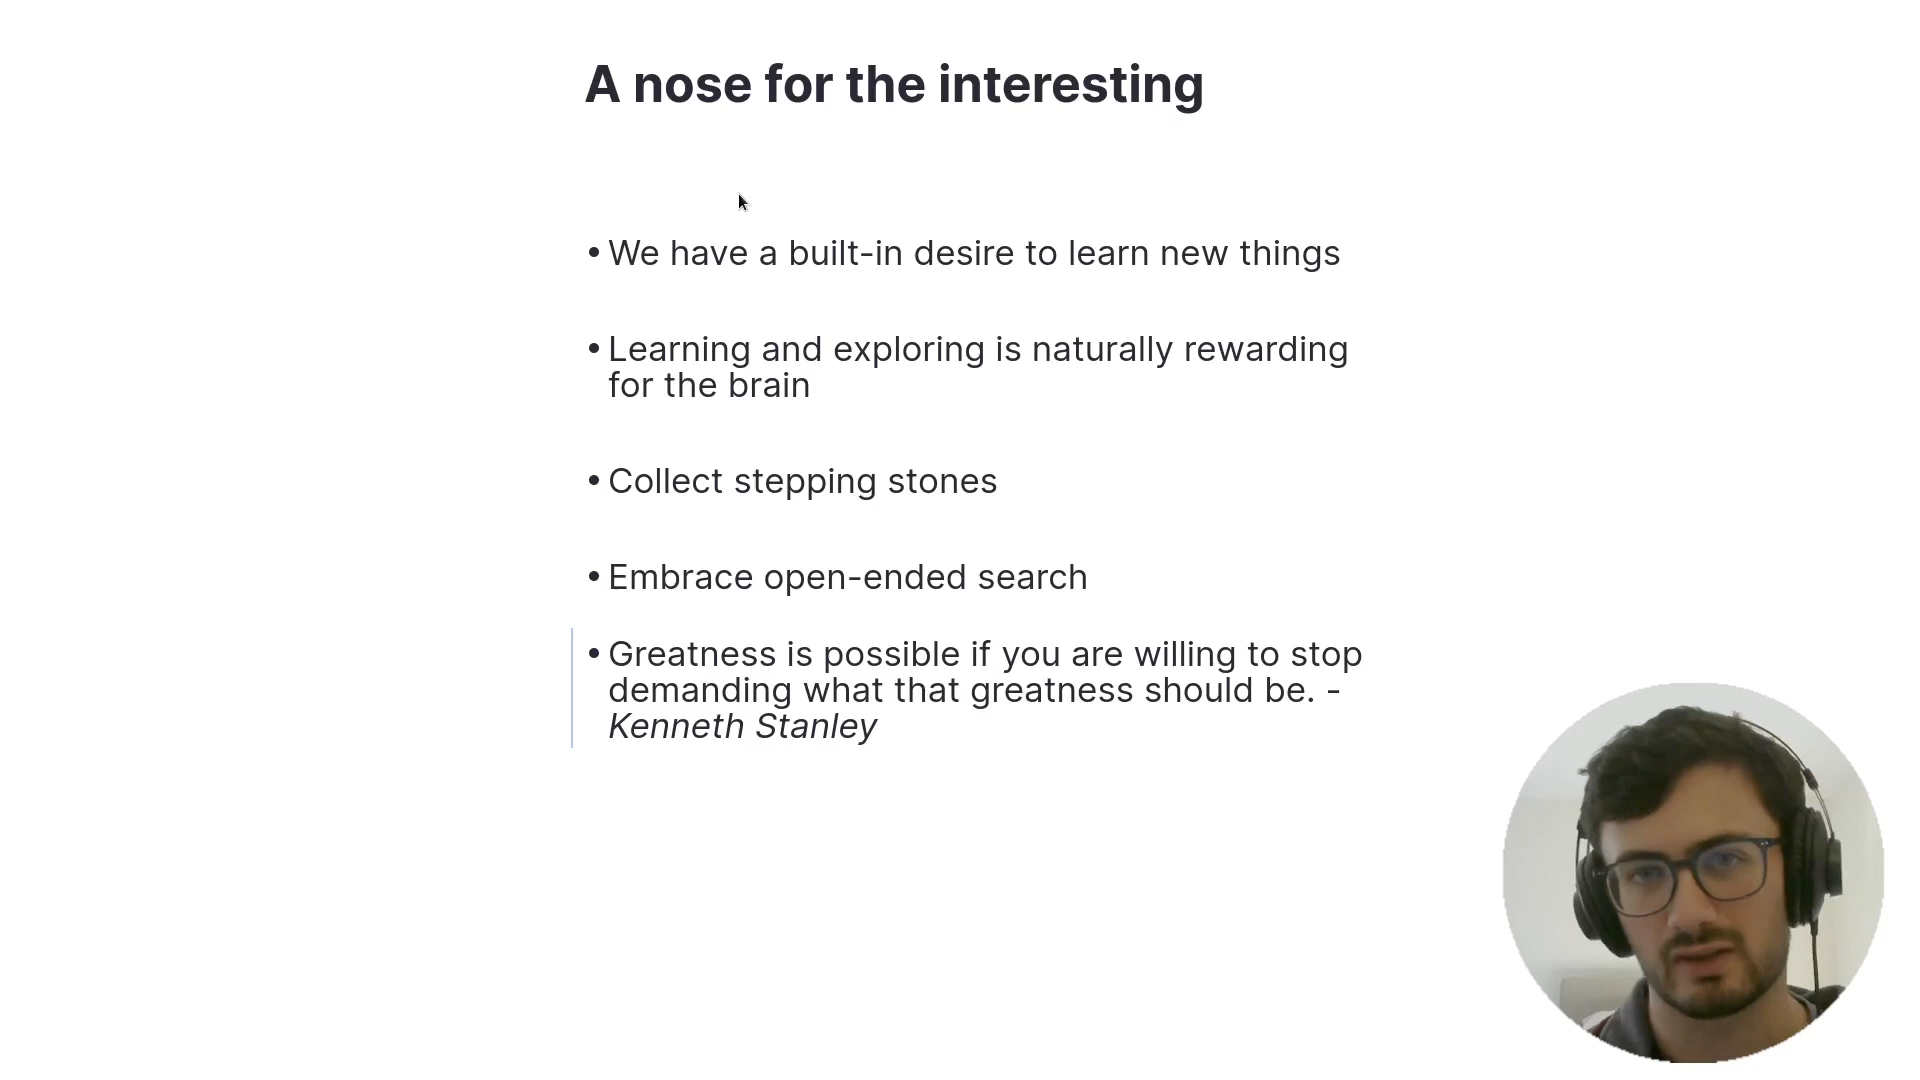 A nose for the interesting
• We have a built-in desire to learn new things
• Learning and exploring is naturally rewarding
for the brain
• Collect stepping stones
• Embrace open-ended search
• Greatness is possible if you are willing to stop
demanding what that greatness should be. -
Kenneth Stanley